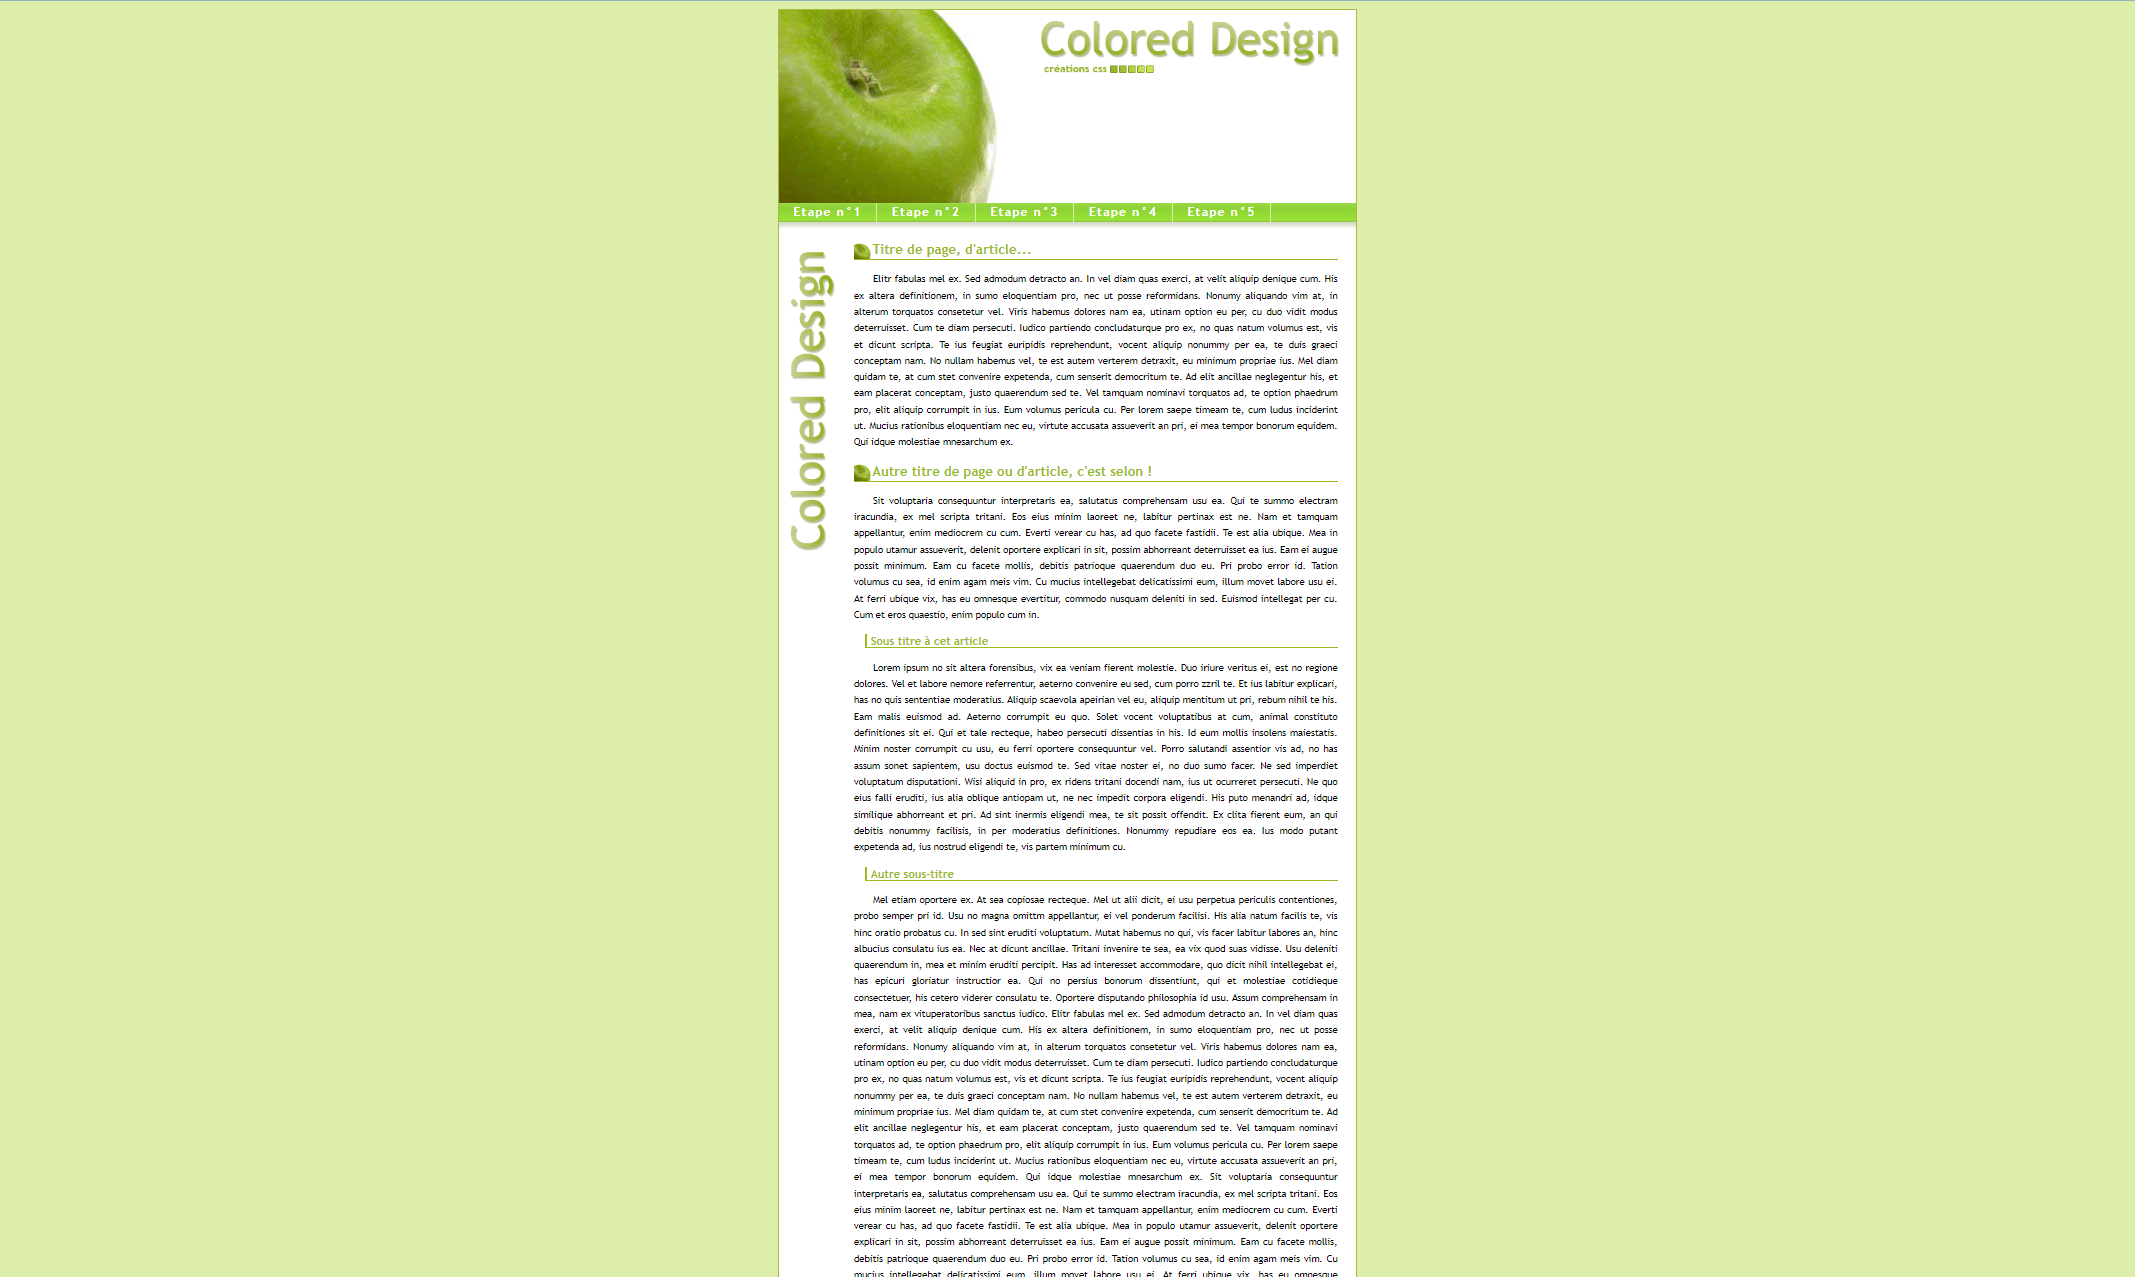 Colored Design
créations css
Etape n°1 Etape n°2 Etape n°3 Etape n°4 Etape n°5
Colored Design
Titre de page, d'article...
Elitr fabulas mel ex. Sed admodum detracto an. In vel diam quas exerci, at velit aliquip denique cum. His
ex altera definitionem, in sumo eloquentiam pro, nec ut posse reformidans. Nonumy aliquando vim at, in
alterum torquatos consetetur vel. Viris habemus dolores nam ea, utinam option eu per, cu duo vidit modus
deterruisset. Cum te diam persecuti. Iudico partiendo concludaturque pro ex, no quas natum volumus est, vis
et dicunt scripta. Te ius feugiat euripidis reprehendunt, vocent aliquip nonummy per ea, te duis graeci
conceptam nam. No nullam habemus vel, te est autem verterem detraxit, eu minimum propriae ius. Mel diam
quidam te, at cum stet convenire expetenda, cum senserit democritum te. Ad elit ancillae neglegentur his, et
eam placerat conceptam, justo quaerendum sed te. Vel tamquam nominavi torquatos ad, te option phaedrum
pro, elit aliquip corrumpit in ius. Eum volumus pericula cu. Per lorem saepe timeam te, cum ludus inciderint
ut. Mucius rationibus eloquentiam nec eu, virtute accusata assueverit an pri, ei mea tempor bonorum equidem.
Qui idque molestiae mnesarchum ex.
Autre titre de page ou d'article, c'est selon !
Sit voluptaria consequuntur interpretaris ea, salutatus comprehensam usu ea. Qui te summo electram
iracundia, ex mel scripta tritani. Eos eius minim laoreet ne, labitur pertinax est ne. Nam et tamquam
appellantur, enim mediocrem cu cum. Everti verear cu has, ad quo facete fastidii. Te est alia ubique. Mea in
populo utamur assueverit, delenit oportere explicari in sit, possim abhorreant deterruisset ea ius. Eam ei augue
possit minimum. Eam cu facete mollis, debitis patrioque quaerendum duo eu. Pri probo error id. Tation
volumus cu sea, id enim agam meis vim. Cu mucius intellegebat delicatissimi eum, illum movet labore usu ei.
At ferri ubique vix, has eu omnesque evertitur, commodo nusquam deleniti in sed. Euismod intellegat per cu.
Cum et eros quaestio, enim populo cum in.
Sous titre à cet article
Lorem ipsum no sit altera forensibus, vix ea veniam fierent molestie. Duo iriure veritus ei, est no regione
dolores. Vel et labore nemore referrentur, aeterno convenire eu sed, cum porro zzril te. Et ius labitur explicari,
has no quis sententiae moderatius. Aliquip scaevola apeirian vel eu, aliquip mentitum ut pri, rebum nihil te his.
Eam malis euismod ad. Aeterno corrumpit eu quo. Solet vocent voluptatibus at cum, animal constituto
definitiones sit ei. Qui et tale recteque, habeo persecuti dissentias in his. Id eum mollis insolens maiestatis.
Minim noster corrumpit cu usu, eu ferri oportere consequuntur vel. Porro salutandi assentior vis ad, no has
assum sonet sapientem, usu doctus euismod te. Sed vitae noster ei, no duo sumo facer. Ne sed imperdiet
voluptatum disputationi. Wisi aliquid in pro, ex ridens tritani docendi nam, ius ut ocurreret persecuti. Ne quo
eius falli eruditi, ius alia oblique antiopam ut, ne nec impedit corpora eligendi. His puto menandri ad, idque
similique abhorreant et pri. Ad sint inermis eligendi mea, te sit possit offendit. Ex clita fierent eum, an qui
debitis nonummy facilisis, in per moderatius definitiones. Nonummy repudiare eos ea. Ius modo putant
expetenda ad, ius nostrud eligendi te, vis partem minimum cu.
Autre sous-titre
Mel etiam oportere ex. At sea copiosae recteque. Mel ut alii dicit, ei usu perpetua periculis contentiones,
probo semper pri id. Usu no magna omittm appellantur, ei vel ponderum facilisi. His alia natum facilis te, vis
hinc oratio probatus cu. In sed sint eruditi voluptatum. Mutat habemus no qui, vis facer labitur labores an, hinc
albucius consulatu ius ea. Nec at dicunt ancillae. Tritani invenire te sea, ea vix quod suas vidisse. Usu deleniti
quaerendum in, mea et minim eruditi percipit. Has ad interesset accommodare, quo dicit nihil intellegebat ei,
has epicuri gloriatur instructior ea. Qui no persius bonorum dissentiunt, qui et molestiae cotidieque
consectetuer, his cetero viderer consulatu te. Oportere disputando philosophia id usu. Assum comprehensam in
mea, nam ex vituperatoribus sanctus iudico. Elitr fabulas mel ex. Sed admodum detracto an. In vel diam quas
exerci, at velit aliquip denique cum. His ex altera definitionem, in sumo eloquentiam pro, nec ut posse
reformidans. Nonumy aliquando vim at, in alterum torquatos consetetur vel. Viris habemus dolores nam ea,
utinam option eu per, cu duo vidit modus deterruisset. Cum te diam persecuti. Iudico partiendo concludaturque
pro ex, no quas natum volumus est, vis et dicunt scripta. Te ius feugiat euripidis reprehendunt, vocent aliquip
nonummy per ea, te duis graeci conceptam nam. No nullam habemus vel, te est autem verterem detraxit, eu
minimum propriae ius. Mel diam quidam te, at cum stet convenire expetenda, cum senserit democritum te. Ad
elit ancillae neglegentur his, et eam placerat conceptam, justo quaerendum sed te. Vel tamquam nominavi
torquatos ad, te option phaedrum pro, elit aliquip corrumpit in ius. Eum volumus pericula cu. Per lorem saepe
timeam te, cum ludus inciderint ut. Mucius rationibus eloquentiam nec eu, virtute accusata assueverit an pri,
ei mea tempor bonorum equidem. Qui idque molestiae mnesarchum ex. Sit voluptaria consequuntur
interpretaris ea, salutatus comprehensam usu ea. Qui te summo electram iracundia, ex mel scripta tritani. Eos
eius minim laoreet ne, labitur pertinax est ne. Nam et tamquam appellantur, enim mediocrem cu cum. Everti
verear cu has, ad quo facete fastidii. Te est alia ubique. Mea in populo utamur assueverit, delenit oportere
explicari in sit, possim abhorreant deterruisset ea ius. Eam ei augue possit minimum. Eam cu facete mollis,
debitis patrioque quaerendum duo eu. Pri probo error id. Tation volumus cu sea, id enim agam meis vim. Cu
mucius intellegebat delicatissimi eum, illum movet labore usu ei. At ferri ubique vix, has eu omnesque